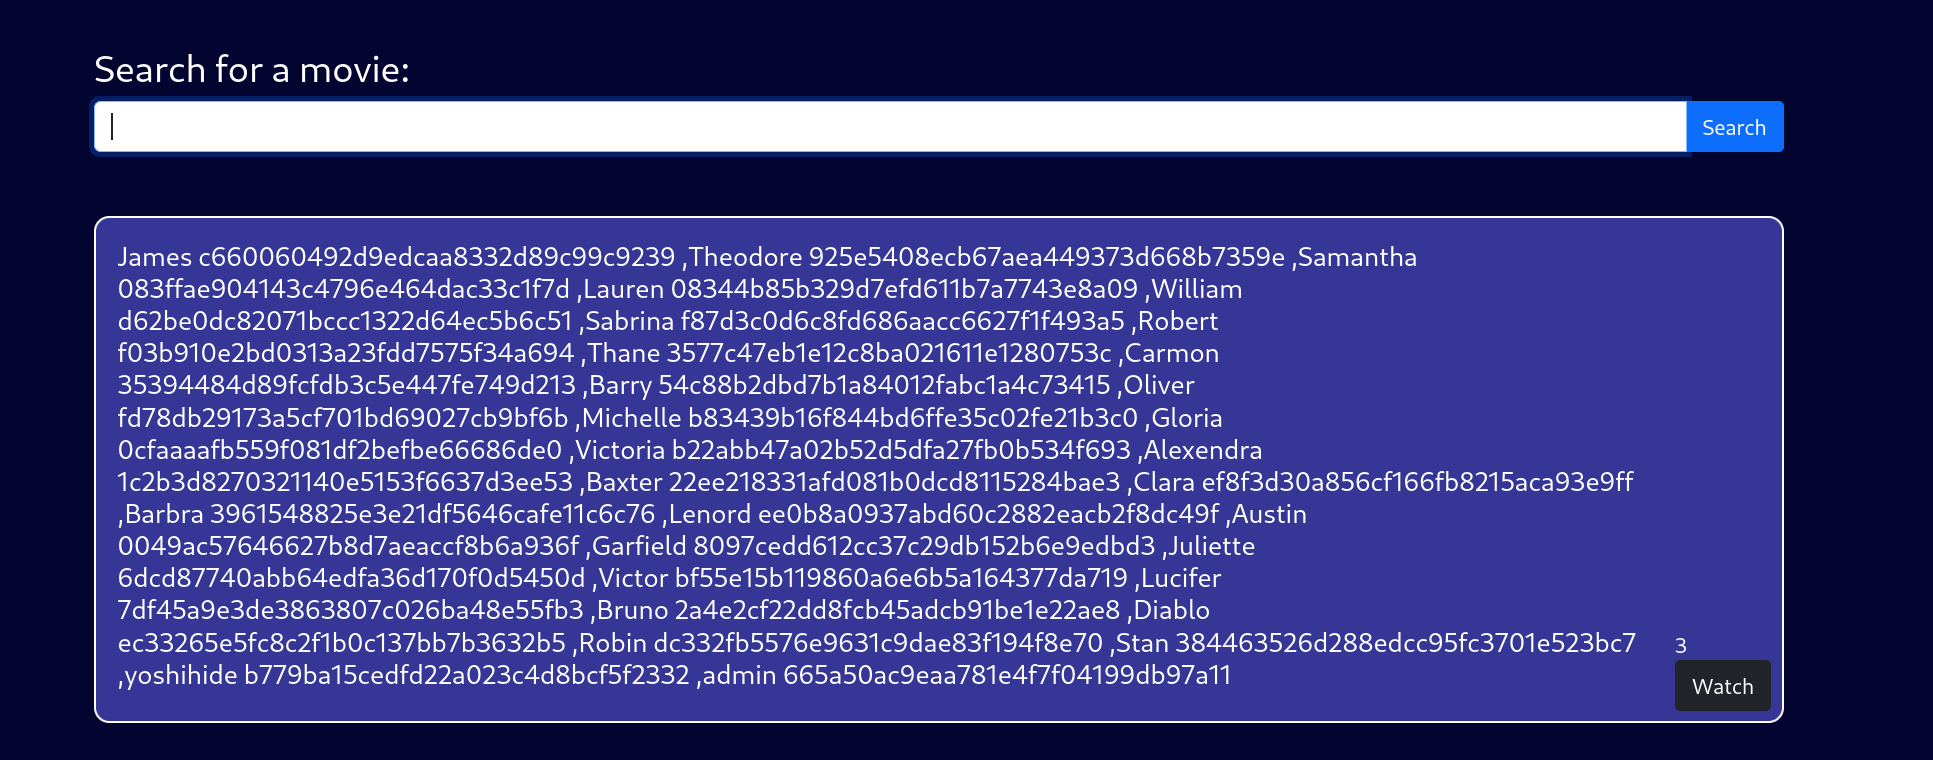 Search for a movie:
Search
James c660060492d9edcaa8332d89c99c9239 ,Theodore 925e5408ecb67aea449373d668b7359e ,Samantha
083ffae904143c4796e464dac33c1f7d ,Lauren 08344b85b329d7efd611b7a7743e8a09 ,William
d62be0dc82071bccc1322d64ec5b6c51 ,Sabrina f87d3c0d6c8fd686aacc6627f1f493a5 ,Robert
f03b910e2bd0313a23fdd7575f34a694 ,Thane 3577c47eb1e12c8ba021611e1280753c ,Carmon
35394484d89fcfdb3c5e447fe749d213 ,Barry 54c88b2dbd7b1a84012fabc1a4c73415 ,Oliver
fd78db29173a5cf701bd69027cb9bf6b ,Michelle b83439b16f844bd6ffe35c02fe21b3c0 ,Gloria
0cfaaaafb559f081df2befbe66686de0 ,Victoria b22abb47a02b52d5dfa27fb0b534f693 ,Alexendra
1c2b3d8270321140e5153f6637d3ee53 ,Baxter 22ee218331afd081b0dcd8115284bae3 ,Clara ef8f3d30a856cf166fb8215aca93e9ff
,Barbra 3961548825e3e21df5646cafe11c6c76 ,Lenord ee0b8a0937abd60c2882eacb2f8dc49f ,Austin
0049ac57646627b8d7aeaccf8b6a936f ,Garfield 8097cedd612cc37c29db152b6e9edbd3 ,Juliette
6dcd87740abb64edfa36d170f0d5450d ,Victor bf55e15b119860a6e6b5a164377da719 ,Lucifer
7df45a9e3de3863807c026ba48e55fb3 ,Bruno 2a4e2cf22dd8fcb45adcb91be1e22ae8 ,Diablo
ec33265e5fc8c2f1b0c137bb7b3632b5 ,Robin dc332fb5576e9631c9dae83f194f8e70 ,Stan 384463526d288edcc95fc3701e523bc7
,yoshihide b779ba15cedfd22a023c4d8bcf5f2332 ,admin 665a50ac9eaa781e4f7f04199db97a11
3
Watch